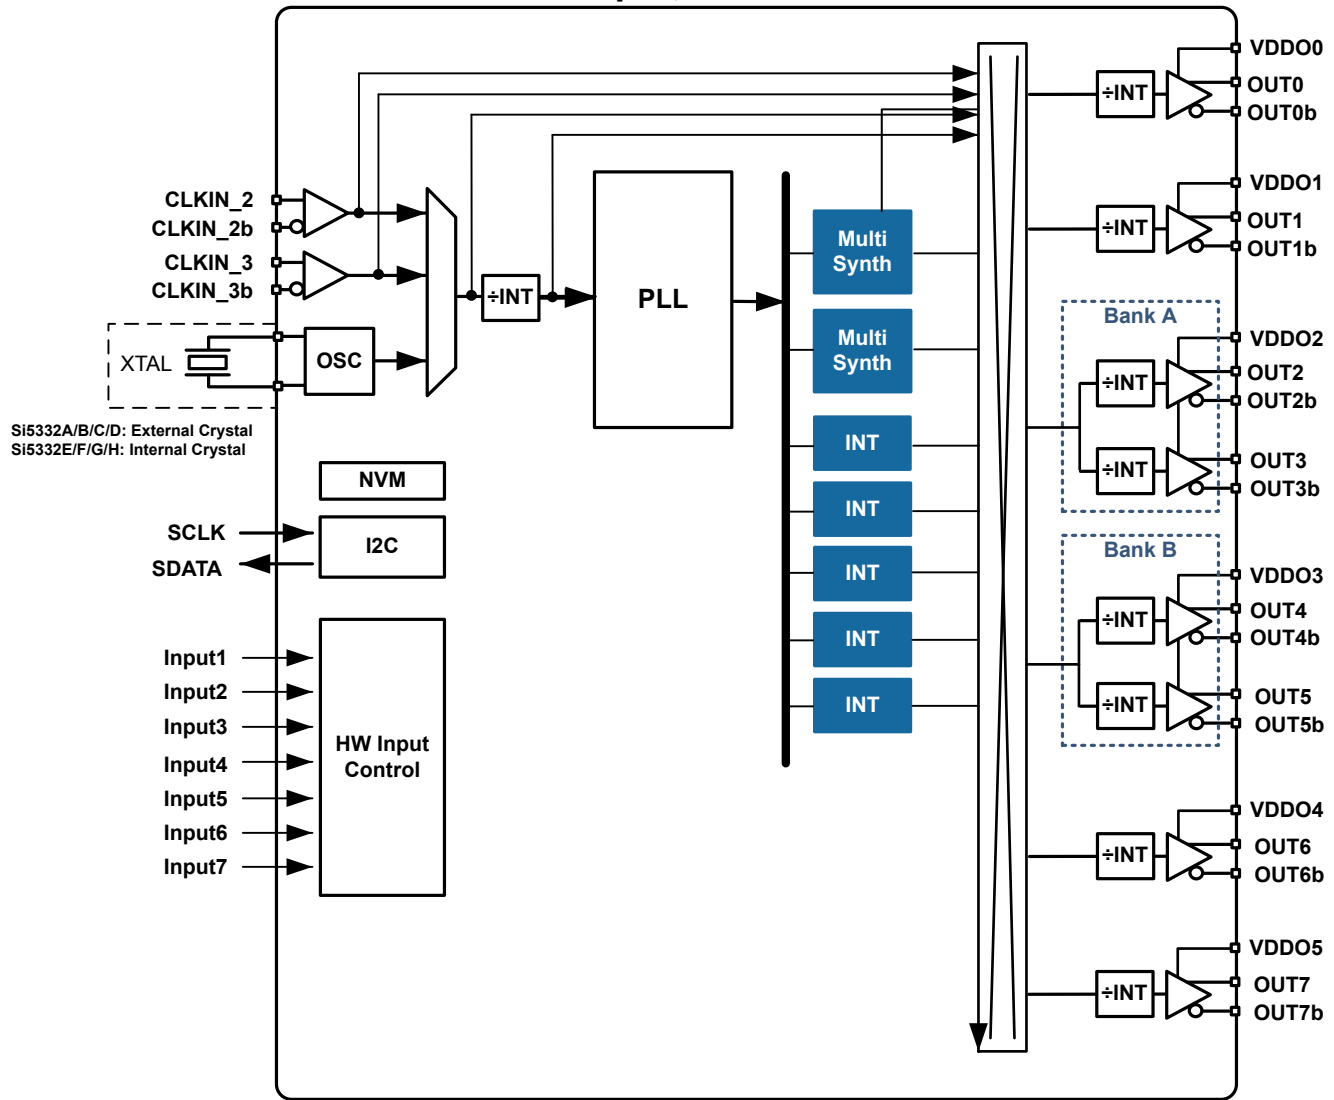 VDDO0
÷INT
OUT0
OUT0b
CLKIN_2
CLKIN_2b
CLKIN_3
CLKIN_3b
÷INT
PLL
Multi
Synth
VDDO1
÷INT
OUT1
OUT1b
XTAL
OSC
Multi
Synth
Bank A
VDDO2
÷INT
OUT2
OUT2b
Si5332A/B/C/D: External Crystal
Si5332E/F/G/H: Internal Crystal
INT
÷INT
OUT3
OUT3b
NVM
INT
SCLK
SDATA
I2C
INT
Bank B
VDDO3
÷INT
OUT4
OUT4b
INT
INT
÷INT
OUT5
OUT5b
Input1
Input2
Input3
Input4
Input5
Input6
Input7
HW Input
Control
VDDO4
÷INT
OUT6
OUT6b
VDDO5
÷INT
OUT7
OUT7b